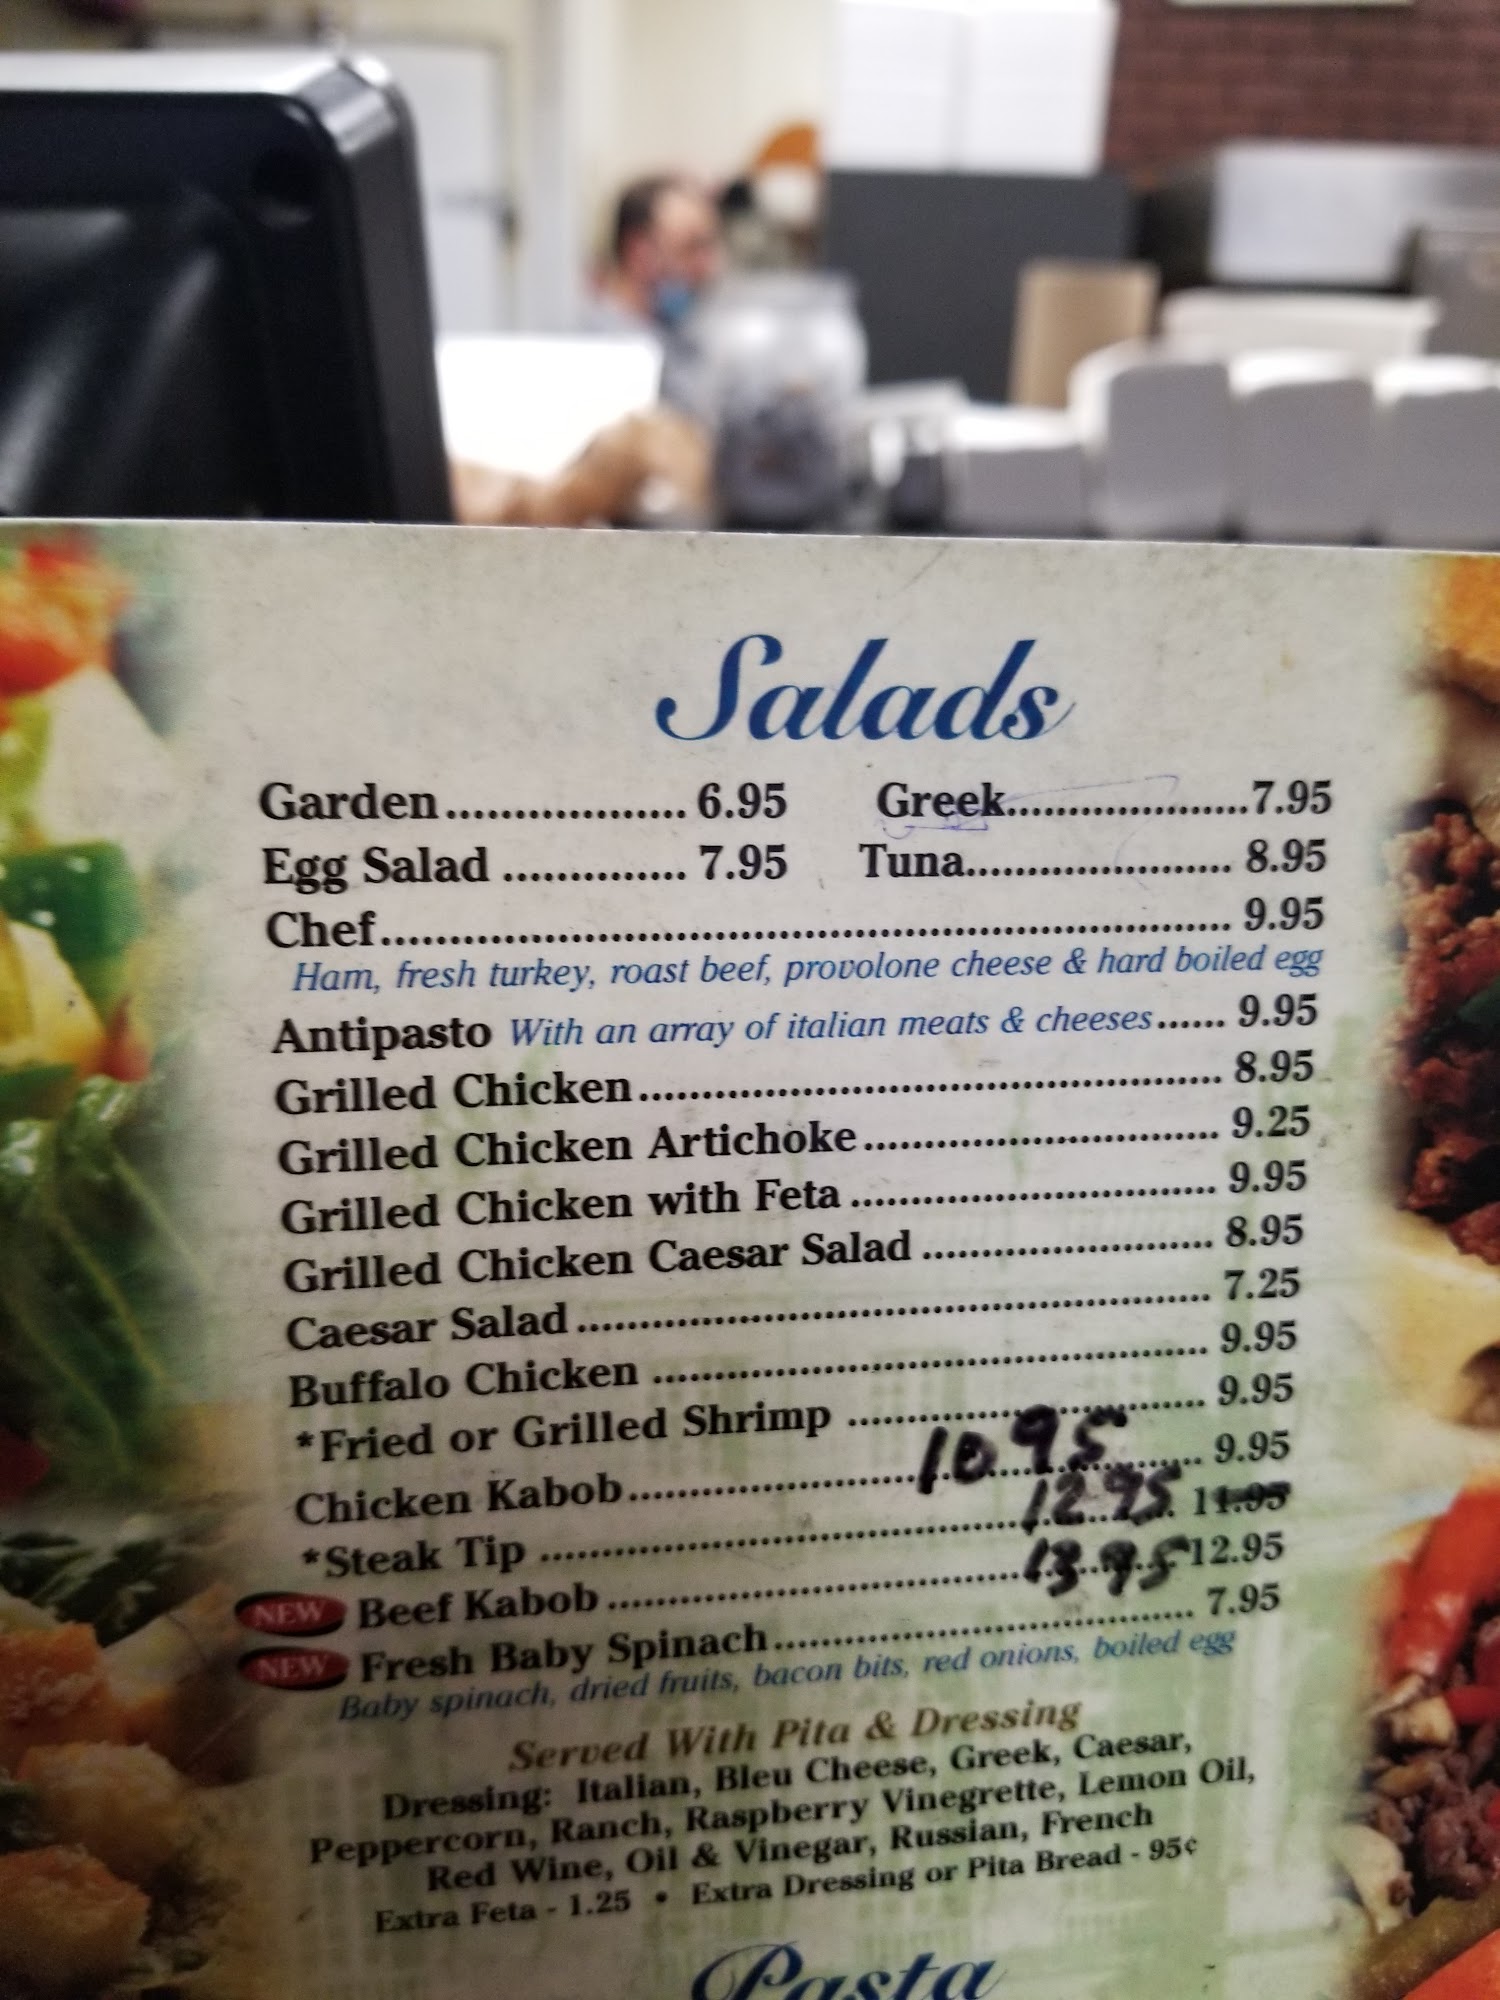 Salads
Garden.................. 6.95 Greek....................7.95
Egg Salad .............. 7.95 Tuna...................... 8.95
Chef.............................................................. 9.95
Ham, fresh turkey, roast beef, provolone cheese & hard boiled egg
Antipasto With an array of italian meats & cheeses...... 9.95
Grilled Chicken............................................... 8.95
Grilled Chicken Artichoke............................. 9.25
Grilled Chicken with Feta .............................. 9.95
Grilled Chicken Caesar Salad ........................ 8.95
Caesar Salad .................................................... 7.25
Buffalo Chicken .............................................. 9.95
*Fried or Grilled Shrimp .............................. 9.95
Chicken Kabob................ 10 95 ........ 9.95
*Steak Tip ........................ 12.95 11.95
NEW Beef Kabob ........................ 13 95 12.95
NEW Fresh Baby Spinach................................... 7.95
Baby spinach, dried fruits, bacon bits, red onions, boiled egg
Served With Pita & Dressing
Dressing: Italian, Bleu Cheese, Greek, Caesar,
Peppercorn, Ranch, Raspberry Vinegrette, Lemon Oil,
Red Wine, Oil & Vinegar, Russian, French
Extra Feta - 1.25 • Extra Dressing or Pita Bread - 95¢
Pasta